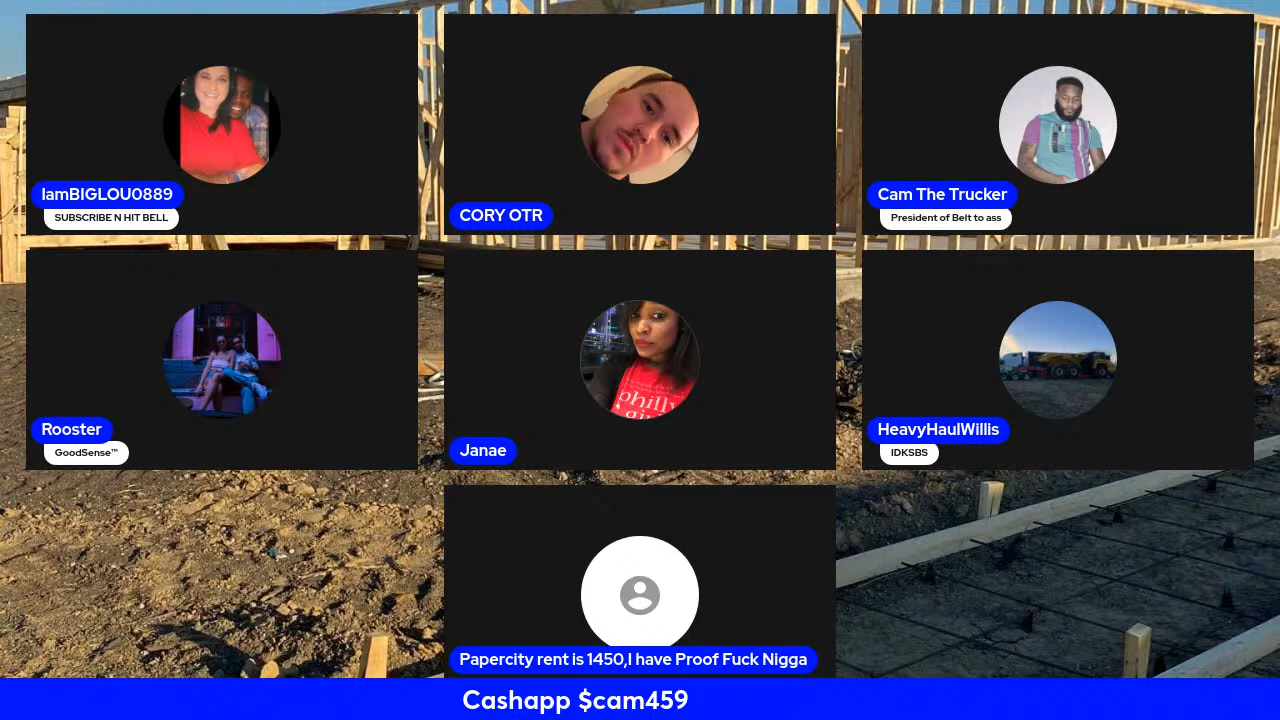 IamBIGLOU0889
SUBSCRIBE N HIT BELL
CORY OTR
Cam The Trucker
President of Belt to ass
Rooster
GoodSense™
Janae
philly
HeavyHaulWillis
IDKSBS
Papercity rent is 1450,I have Proof Fuck Nigga
Cashapp $cam459